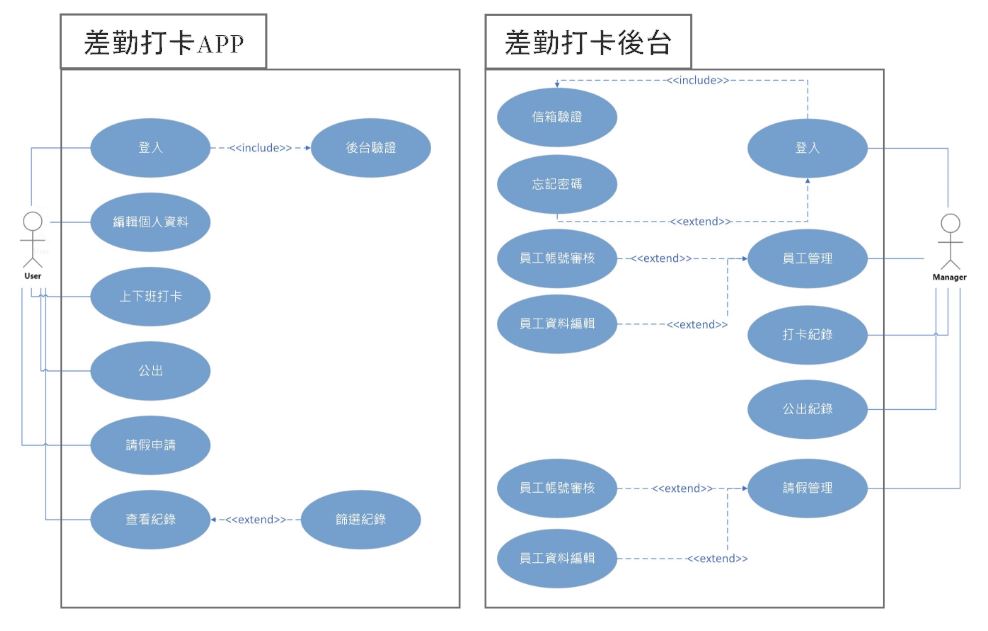 差勤打卡APP
登入
<<include>>
後台驗證
編輯個人資料
User
上下班打卡
公出
請假申請
查看紀錄
<<extend>>
篩選紀錄
差勤打卡後台
<<include>>
信箱驗證
登入
忘記密碼
<<extend>>
員工帳號審核
<<extend>>
員工管理
Manager
員工資料編輯
<<extend>>
打卡紀錄
公出紀錄
員工帳號審核
<<extend>>
請假管理
員工資料編輯
<<extend>>